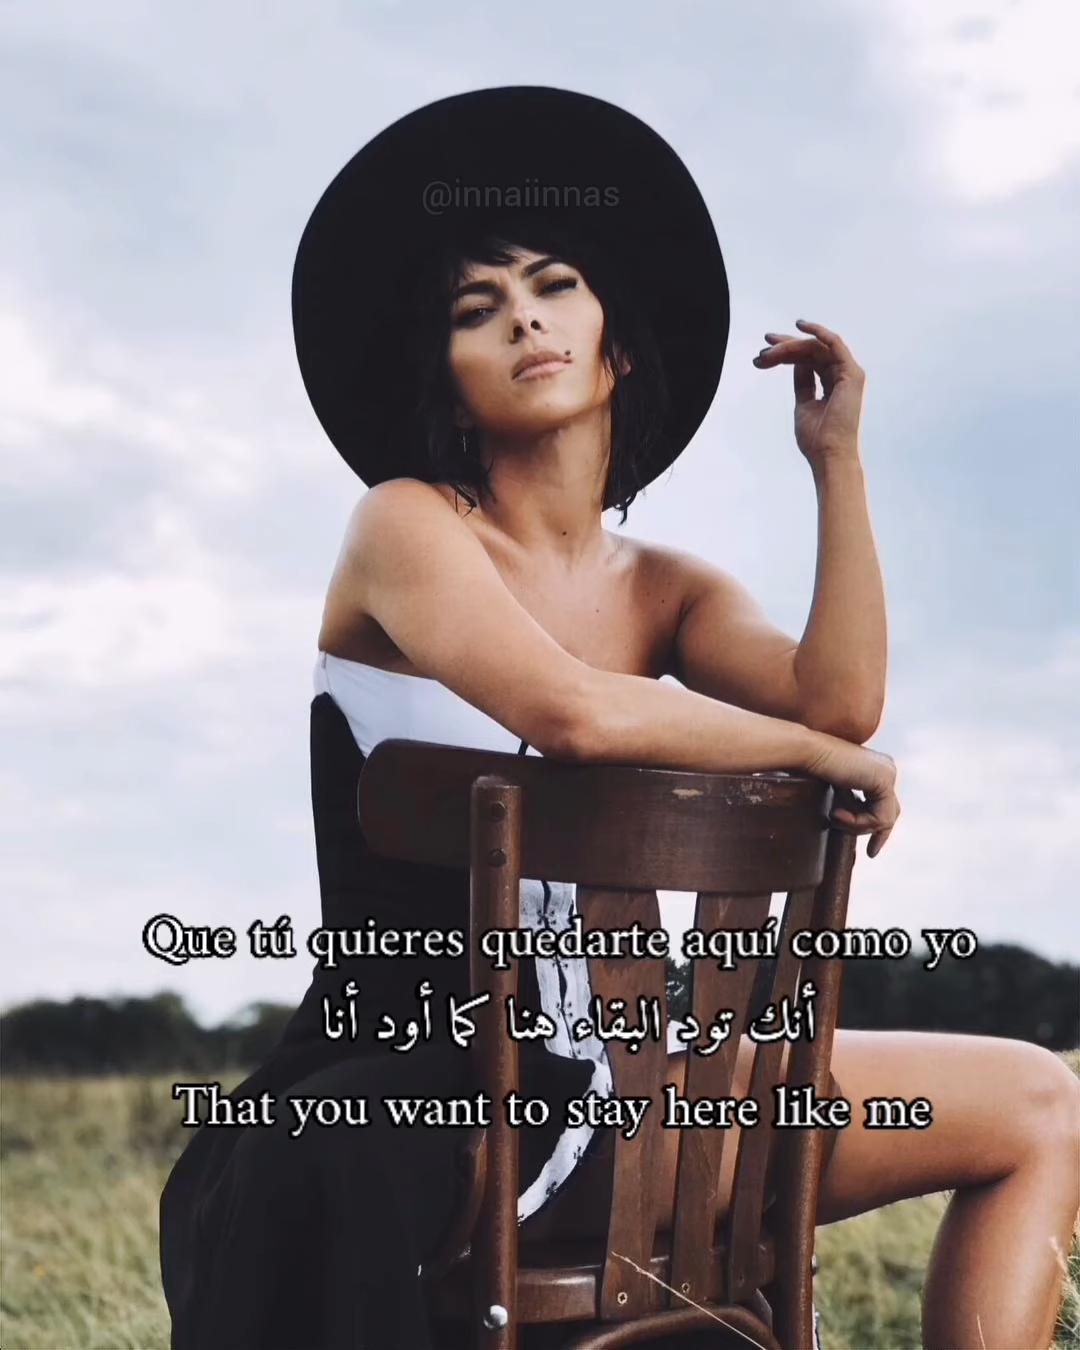 @innaiinnas
Que tú quieres quedarte aquí como yo
أنك تود البقاء هنا كما أود أنا
That you want to stay here like me